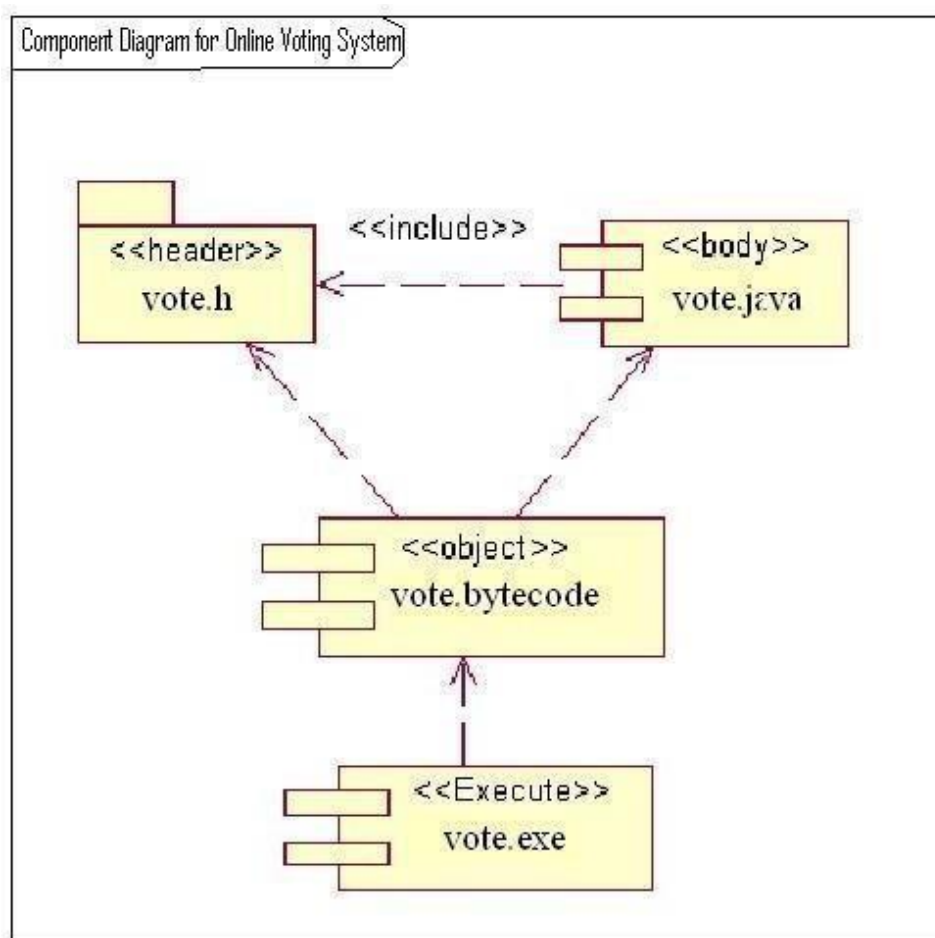 Component Diagram for Online Voting System
<<include>>
<<header>>
vote.h
<<body>>
vote.java
<<object>>
vote.bytecode
<<Execute>>
vote.exe